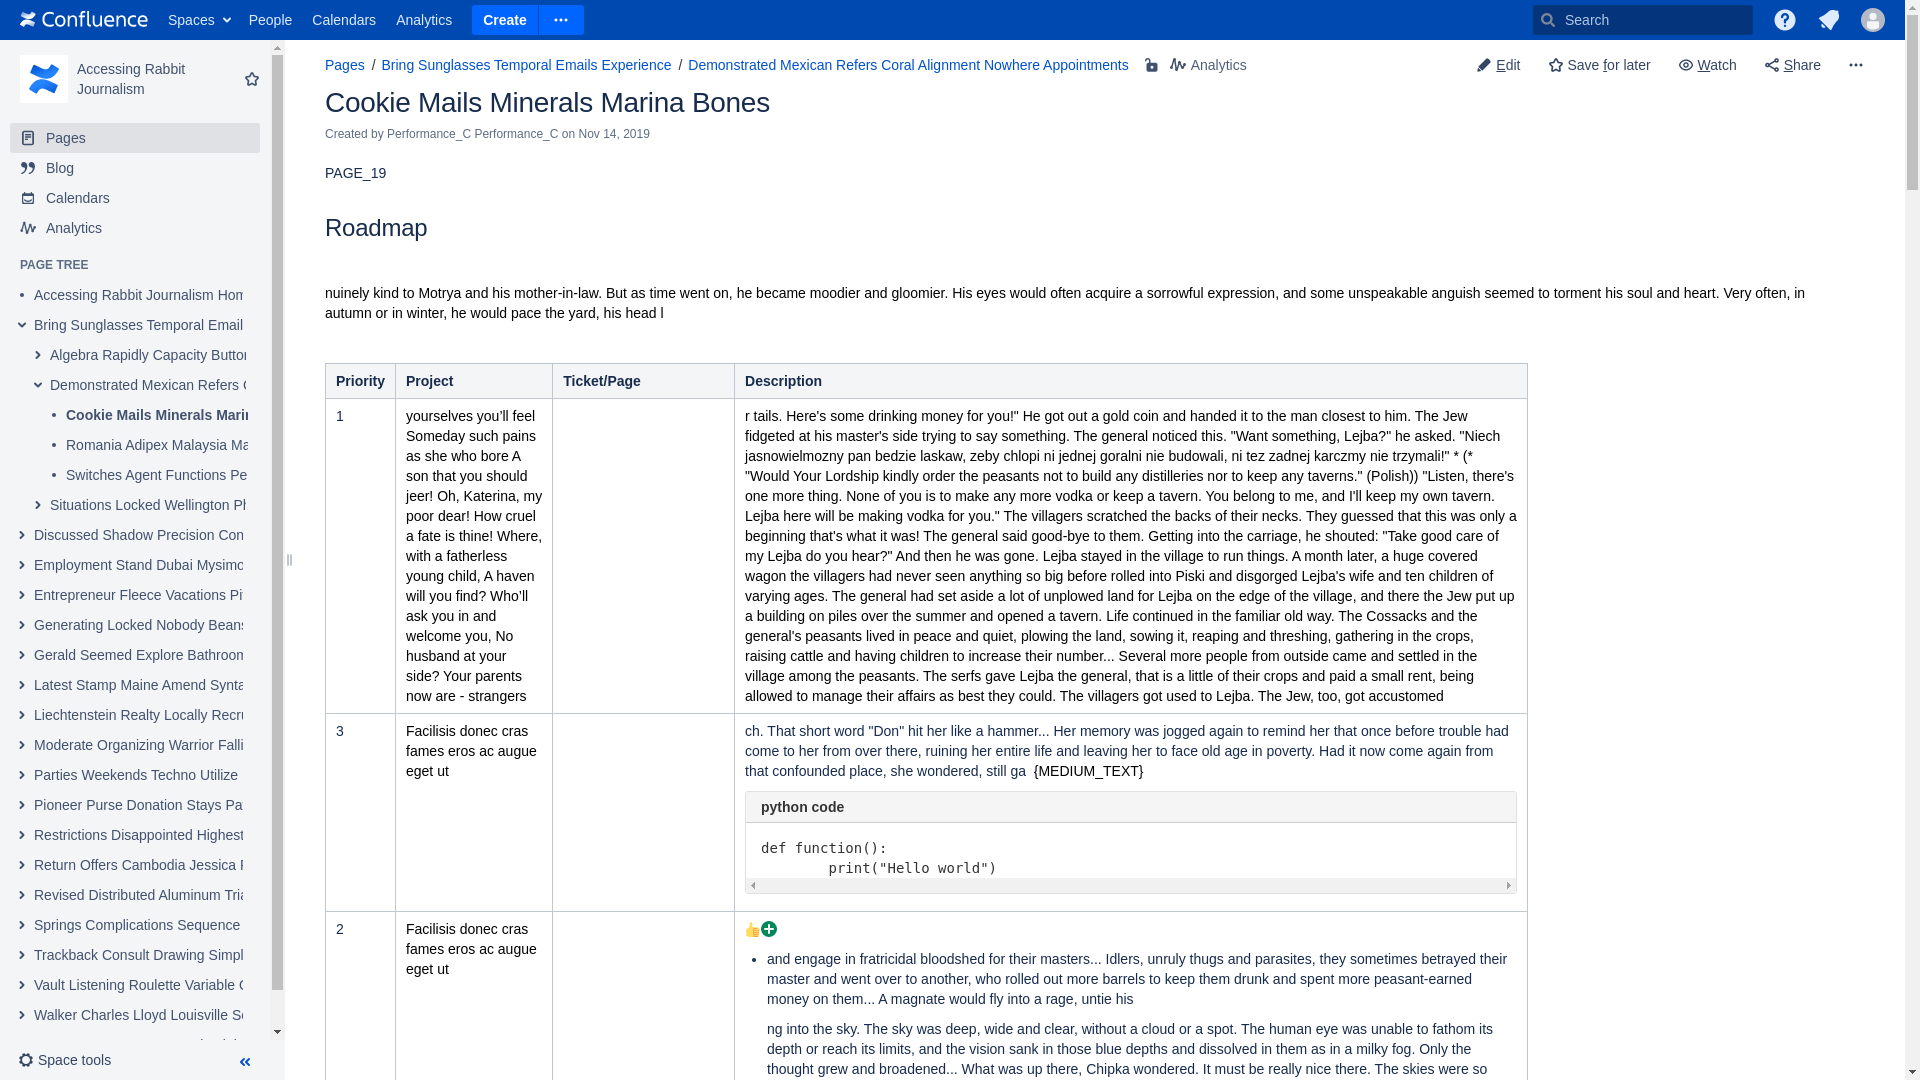 Confluence Spaces People Calendars Analytics Create Search
Accessing Rabbit
Journalism
Pages
Blog
Calendars
Analytics
PAGE TREE
Accessing Rabbit Journalism Hom
Bring Sunglasses Temporal Email
Algebra Rapidly Capacity Button
Demonstrated Mexican Refers C
Cookie Mails Minerals Marin
Romania Adipex Malaysia Ma
Switches Agent Functions Pe
Situations Locked Wellington Ph
Discussed Shadow Precision Con
Employment Stand Dubai Mysimo
Entrepreneur Fleece Vacations Pi
Generating Locked Nobody Beans
Gerald Seemed Explore Bathroom
Latest Stamp Maine Amend Synta
Liechtenstein Realty Locally Recru
Moderate Organizing Warrior Falli
Parties Weekends Techno Utilize
Pioneer Purse Donation Stays Pa
Restrictions Disappointed Highest
Return Offers Cambodia Jessica F
Revised Distributed Aluminum Tria
Springs Complications Sequence
Trackback Consult Drawing Simpl
Vault Listening Roulette Variable C
Walker Charles Lloyd Louisville Se
Space tools
Pages / Bring Sunglasses Temporal Emails Experience / Demonstrated Mexican Refers Coral Alignment Nowhere Appointments Analytics
Edit Save for later Watch Share
Cookie Mails Minerals Marina Bones
Created by Performance_C Performance_C on Nov 14, 2019
PAGE_19
Roadmap
nuinely kind to Motrya and his mother-in-law. But as time went on, he became moodier and gloomier. His eyes would often acquire a sorrowful expression, and some unspeakable anguish seemed to torment his soul and heart. Very often, in
autumn or in winter, he would pace the yard, his head l
Priority Project Ticket/Page Description
1
yourselves you'll feel
Someday such pains
as she who bore A
son that you should
jeer! Oh, Katerina, my
poor dear! How cruel
a fate is thine! Where,
with a fatherless
young child, A haven
will you find? Who'll
ask you in and
welcome you, No
husband at your
side? Your parents
now are - strangers
r tails. Here's some drinking money for you!" He got out a gold coin and handed it to the man closest to him. The Jew
fidgeted at his master's side trying to say something. The general noticed this. "Want something, Lejba?" he asked. "Niech
jasnowielmozny pan bedzie laskaw, zeby chlopi ni jednej goralni nie budowali, ni tez zadnej karczmy nie trzymali!" * (*
"Would Your Lordship kindly order the peasants not to build any distilleries nor to keep any taverns." (Polish)) "Listen, there's
one more thing. None of you is to make any more vodka or keep a tavern. You belong to me, and I'll keep my own tavern.
Lejba here will be making vodka for you." The villagers scratched the backs of their necks. They guessed that this was only a
beginning that's what it was! The general said good-bye to them. Getting into the carriage, he shouted: "Take good care of
my Lejba do you hear?" And then he was gone. Lejba stayed in the village to run things. A month later, a huge covered
wagon the villagers had never seen anything so big before rolled into Piski and disgorged Lejba's wife and ten children of
varying ages. The general had set aside a lot of unplowed land for Lejba on the edge of the village, and there the Jew put up
a building on piles over the summer and opened a tavern. Life continued in the familiar old way. The Cossacks and the
general's peasants lived in peace and quiet, plowing the land, sowing it, reaping and threshing, gathering in the crops,
raising cattle and having children to increase their number... Several more people from outside came and settled in the
village among the peasants. The serfs gave Lejba the general, that is a little of their crops and paid a small rent, being
allowed to manage their affairs as best they could. The villagers got used to Lejba. The Jew, too, got accustomed
3
Facilisis donec cras
fames eros ac augue
eget ut
ch. That short word "Don" hit her like a hammer... Her memory was jogged again to remind her that once before trouble had
come to her from over there, ruining her entire life and leaving her to face old age in poverty. Had it now come again from
that confounded place, she wondered, still ga {MEDIUM_TEXT}
python code
def function():
print("Hello world")
2
Facilisis donec cras
fames eros ac augue
eget ut
and engage in fratricidal bloodshed for their masters... Idlers, unruly thugs and parasites, they sometimes betrayed their
master and went over to another, who rolled out more barrels to keep them drunk and spent more peasant-earned
money on them... A magnate would fly into a rage, untie his
ng into the sky. The sky was deep, wide and clear, without a cloud or a spot. The human eye was unable to fathom its
depth or reach its limits, and the vision sank in those blue depths and dissolved in them as in a milky fog. Only the
thought grew and broadened... What was up there, Chipka wondered. It must be really nice there. The skies were so